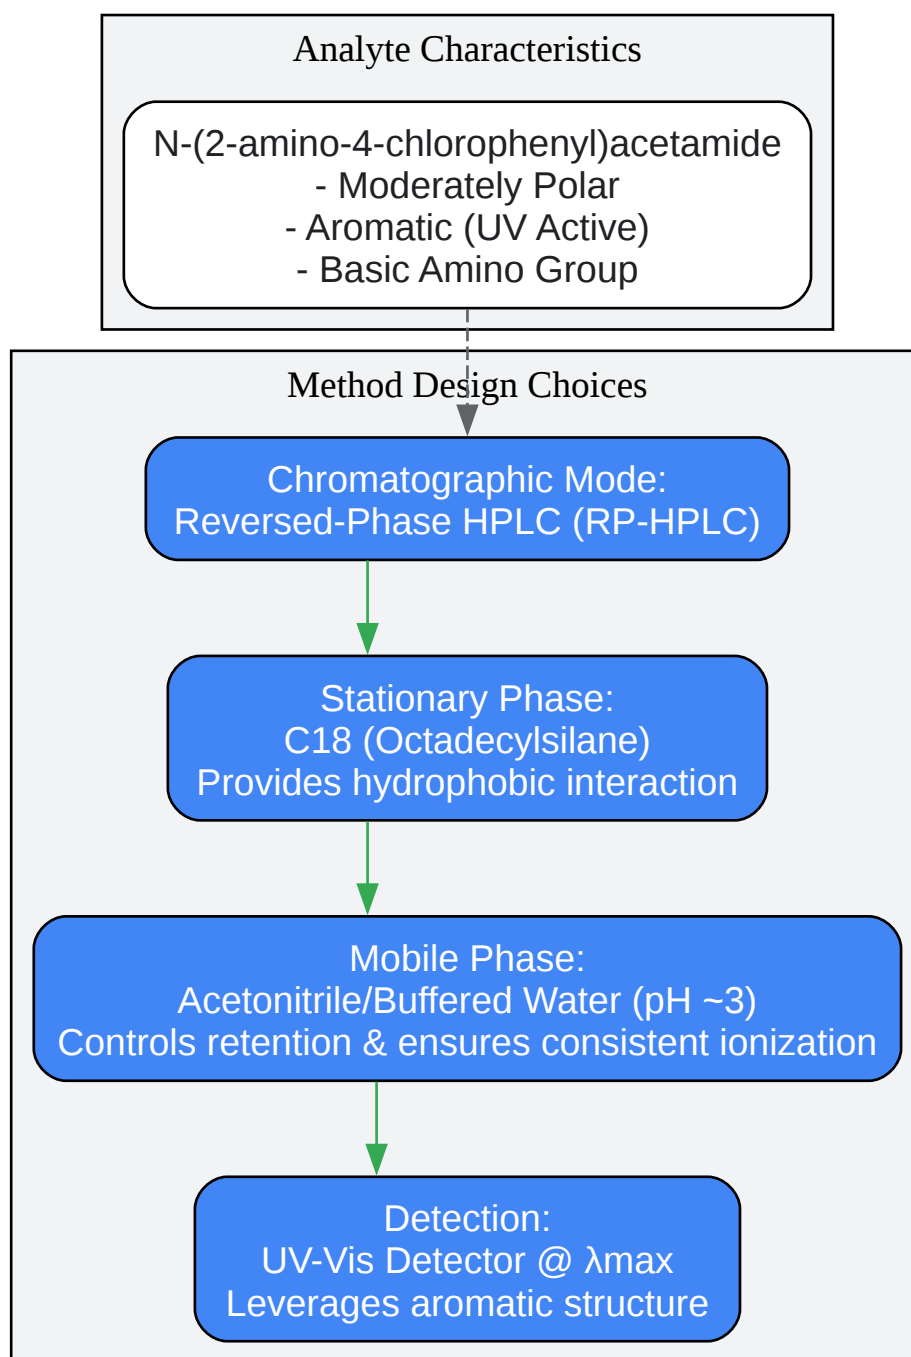 Analyte Characteristics
N-(2-amino-4-chlorophenyl)acetamide
- Moderately Polar
- Aromatic (UV Active)
- Basic Amino Group
Method Design Choices
Chromatographic Mode:
Reversed-Phase HPLC (RP-HPLC)
Stationary Phase:
C18 (Octadecylsilane)
Provides hydrophobic interaction
Mobile Phase:
Acetonitrile/Buffered Water (pH ~3)
Controls retention & ensures consistent ionization
Detection:
UV-Vis Detector @ λmax
Leverages aromatic structure